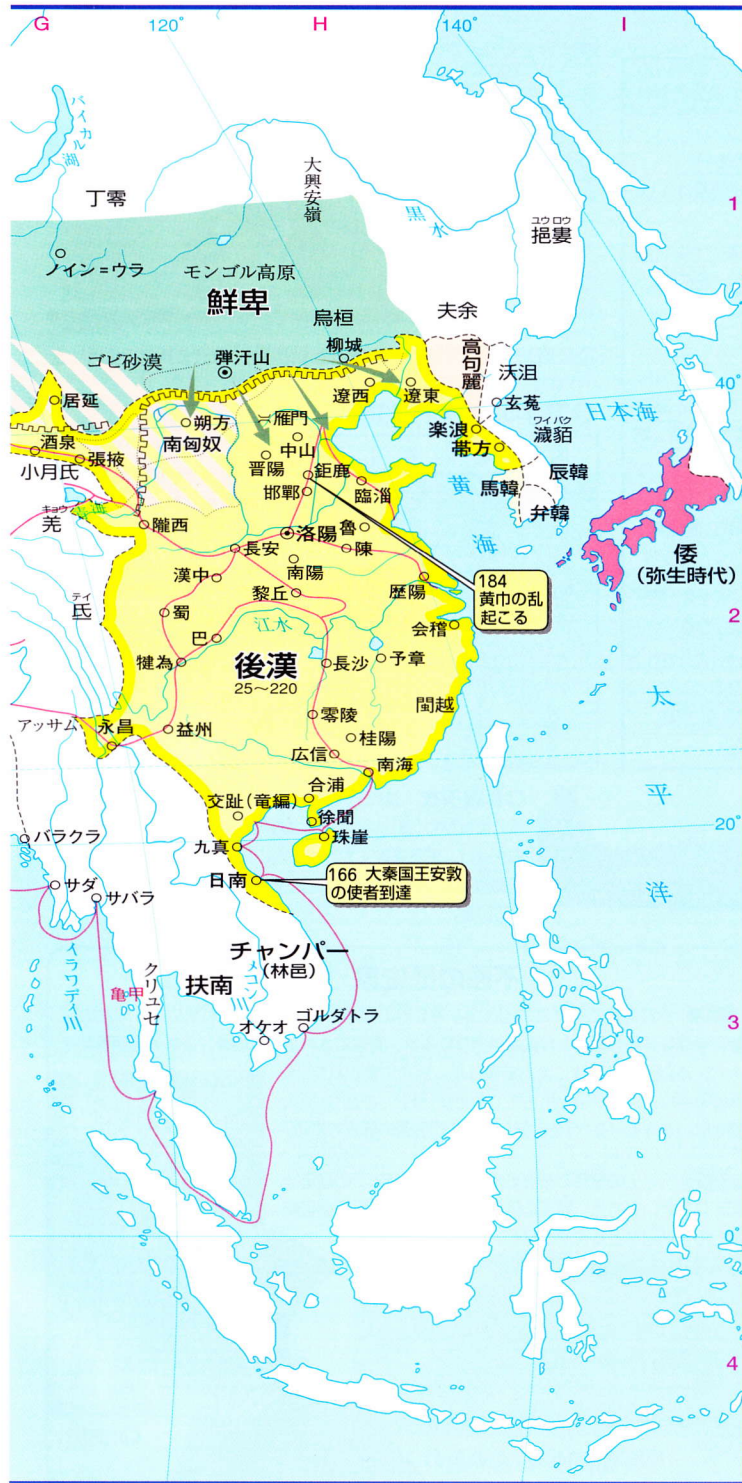 G
120°
H
140°
I
バイカル湖
丁零
大興安嶺
黒水
1
ユウロウ
挹婁
ノイン=ウラ
モンゴル高原
鮮卑
烏桓
夫余
柳城
高句麗
ゴビ砂漠
弾汗山
沃沮
居延
遼西
遼東
40°
玄菟
朔方
雁門
楽浪
ワイバク
濊貊
日本海
南匈奴
中山
帯方
酒泉
張掖
晋陽
鉅鹿
小月氏
邯鄲
臨淄
黄海
馬韓
辰韓
弁韓
キョウ
羌
青海
隴西
洛陽
魯
倭
(弥生時代)
長安
陳
漢中
南陽
184
黄巾の乱
起こる
テイ
氐
黎丘
歴陽
2
蜀
巴
江水
会稽
犍為
後漢
25〜220
長沙
予章
太平洋
アッサム
永昌
益州
零陵
閩越
桂陽
広信
南海
合浦
交趾(竜編)
徐聞
20°
バラクラ
九真
珠崖
サダ
サバラ
日南
166 大秦国王安敦
の使者到達
チャンパー
(林邑)
イラワディ川
亀甲
クリュセ
扶南
メコン川
3
オケオ
ゴルダトラ
0°
4